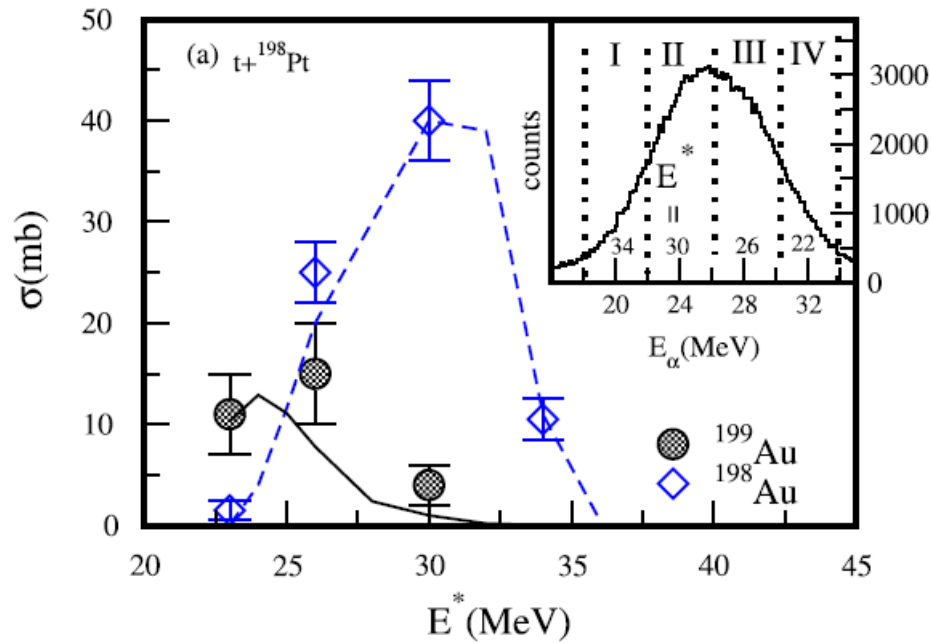 50
40
30
20
10
0
σ(mb)
(a) t+¹⁹⁸Pt
20 25 30 35 40 45
E*(MeV)
¹⁹⁹Au
¹⁹⁸Au
I II III IV
counts
E*
=
34 30 26 22
3000
2000
1000
0
20 24 28 32
E_α(MeV)